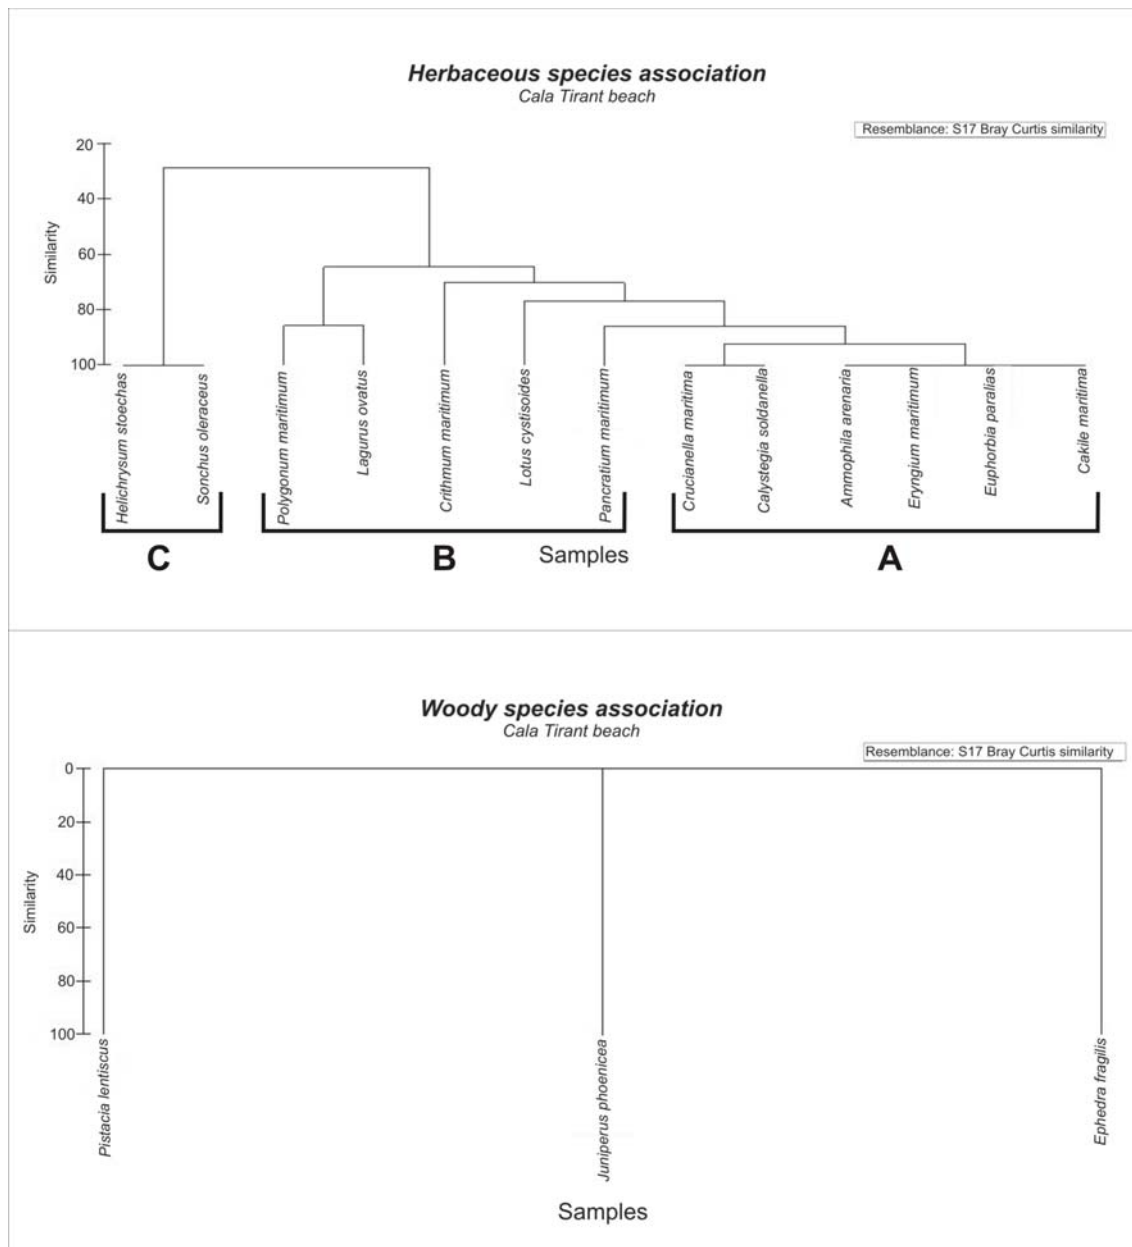 Herbaceous species association
Cala Tirant beach
Resemblance: S17 Bray Curtis similarity
20
40
60
80
100
Similarity
Helichrysum stoechas
Sonchus oleraceus
Polygonum maritimum
Lagurus ovatus
Crithmum maritimum
Lotus cystisoides
Pancratium maritimum
Crucianella maritima
Calystegia soldanella
Ammophila arenaria
Eryngium maritimum
Euphorbia paralias
Cakile maritima
C
B
Samples
A
Woody species association
Cala Tirant beach
Resemblance: S17 Bray Curtis similarity
0
20
40
60
80
100
Similarity
Pistacia lentiscus
Juniperus phoenicea
Ephedra fragilis
Samples